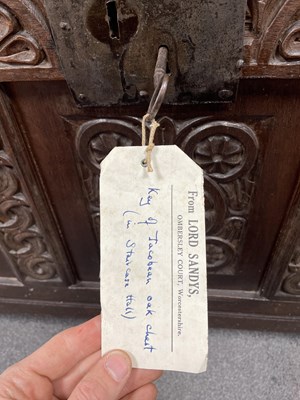 From LORD SANDYS,
OMBERSLEY COURT, Worcestershire.
Key of Jacobean oak chest
(in Staircase Hall)